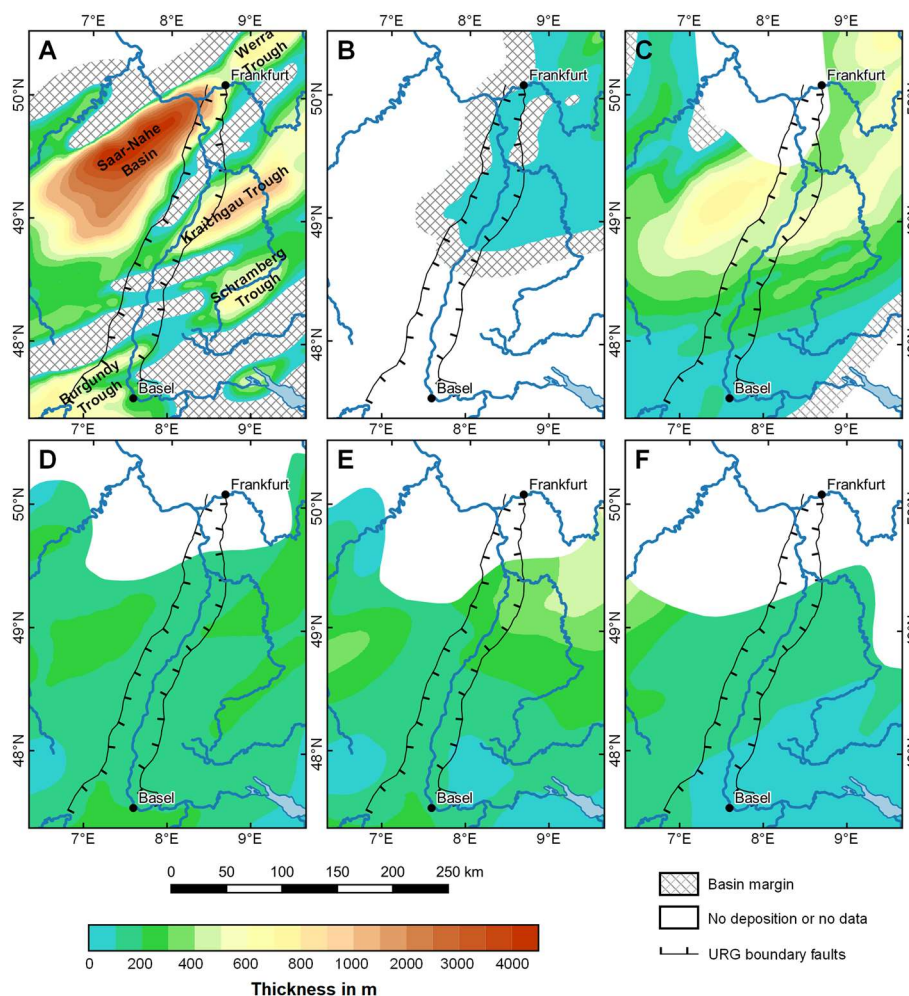 7°E 8°E 9°E 7°E 8°E 9°E 7°E 8°E 9°E
A B C
Werra
Trough
Frankfurt Frankfurt Frankfurt
50°N 50°N 50°N
Saar-Nahe
Basin
Kraichgau Trough
49°N 49°N 49°N
Schramberg
Trough
48°N 48°N 48°N
Burgundy
Trough
Basel Basel Basel
D E F
Frankfurt Frankfurt Frankfurt
50°N 50°N 50°N
49°N 49°N 49°N
48°N 48°N 48°N
Basel Basel Basel
7°E 8°E 9°E 7°E 8°E 9°E 7°E 8°E 9°E
0 50 100 150 200 250 km
Basin margin
No deposition or no data
URG boundary faults
0 200 400 600 800 1000 2000 3000 4000
Thickness in m